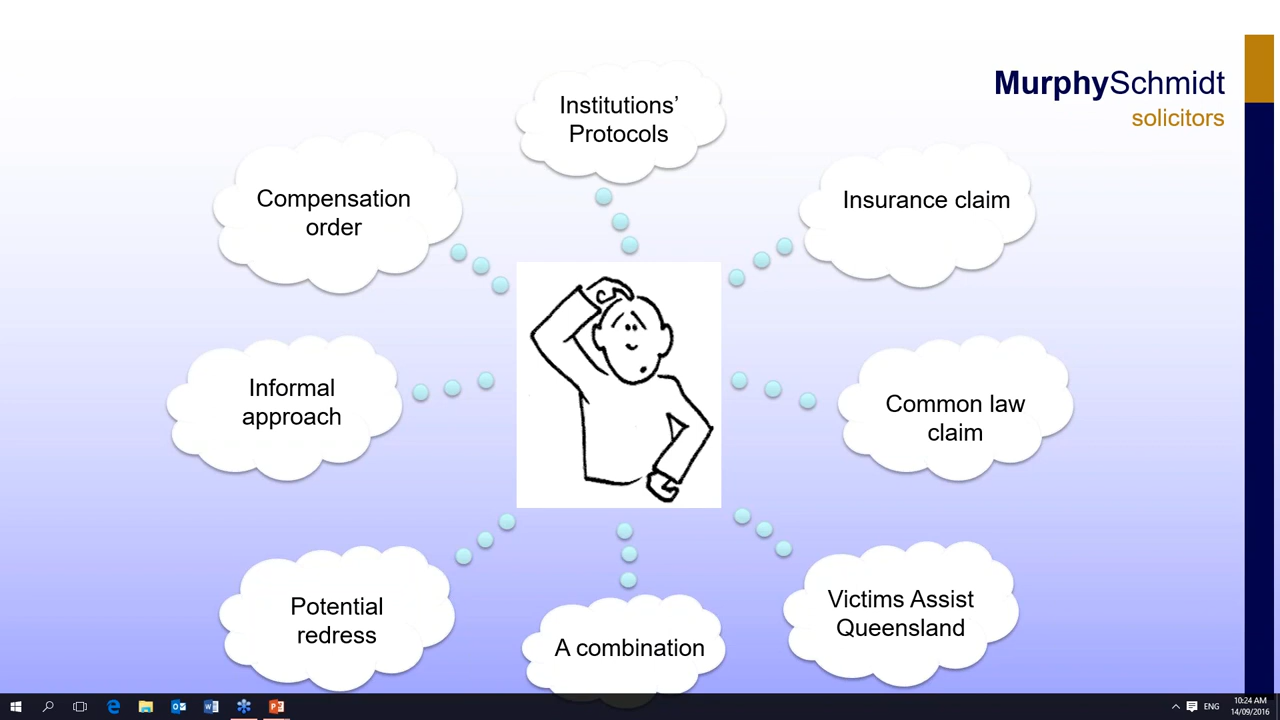 Institutions’
Protocols
MurphySchmidt
solicitors
Compensation
order
Insurance claim
Informal
approach
Common law
claim
Potential
redress
A combination
Victims Assist
Queensland
ENG
10:24 AM
14/09/2016